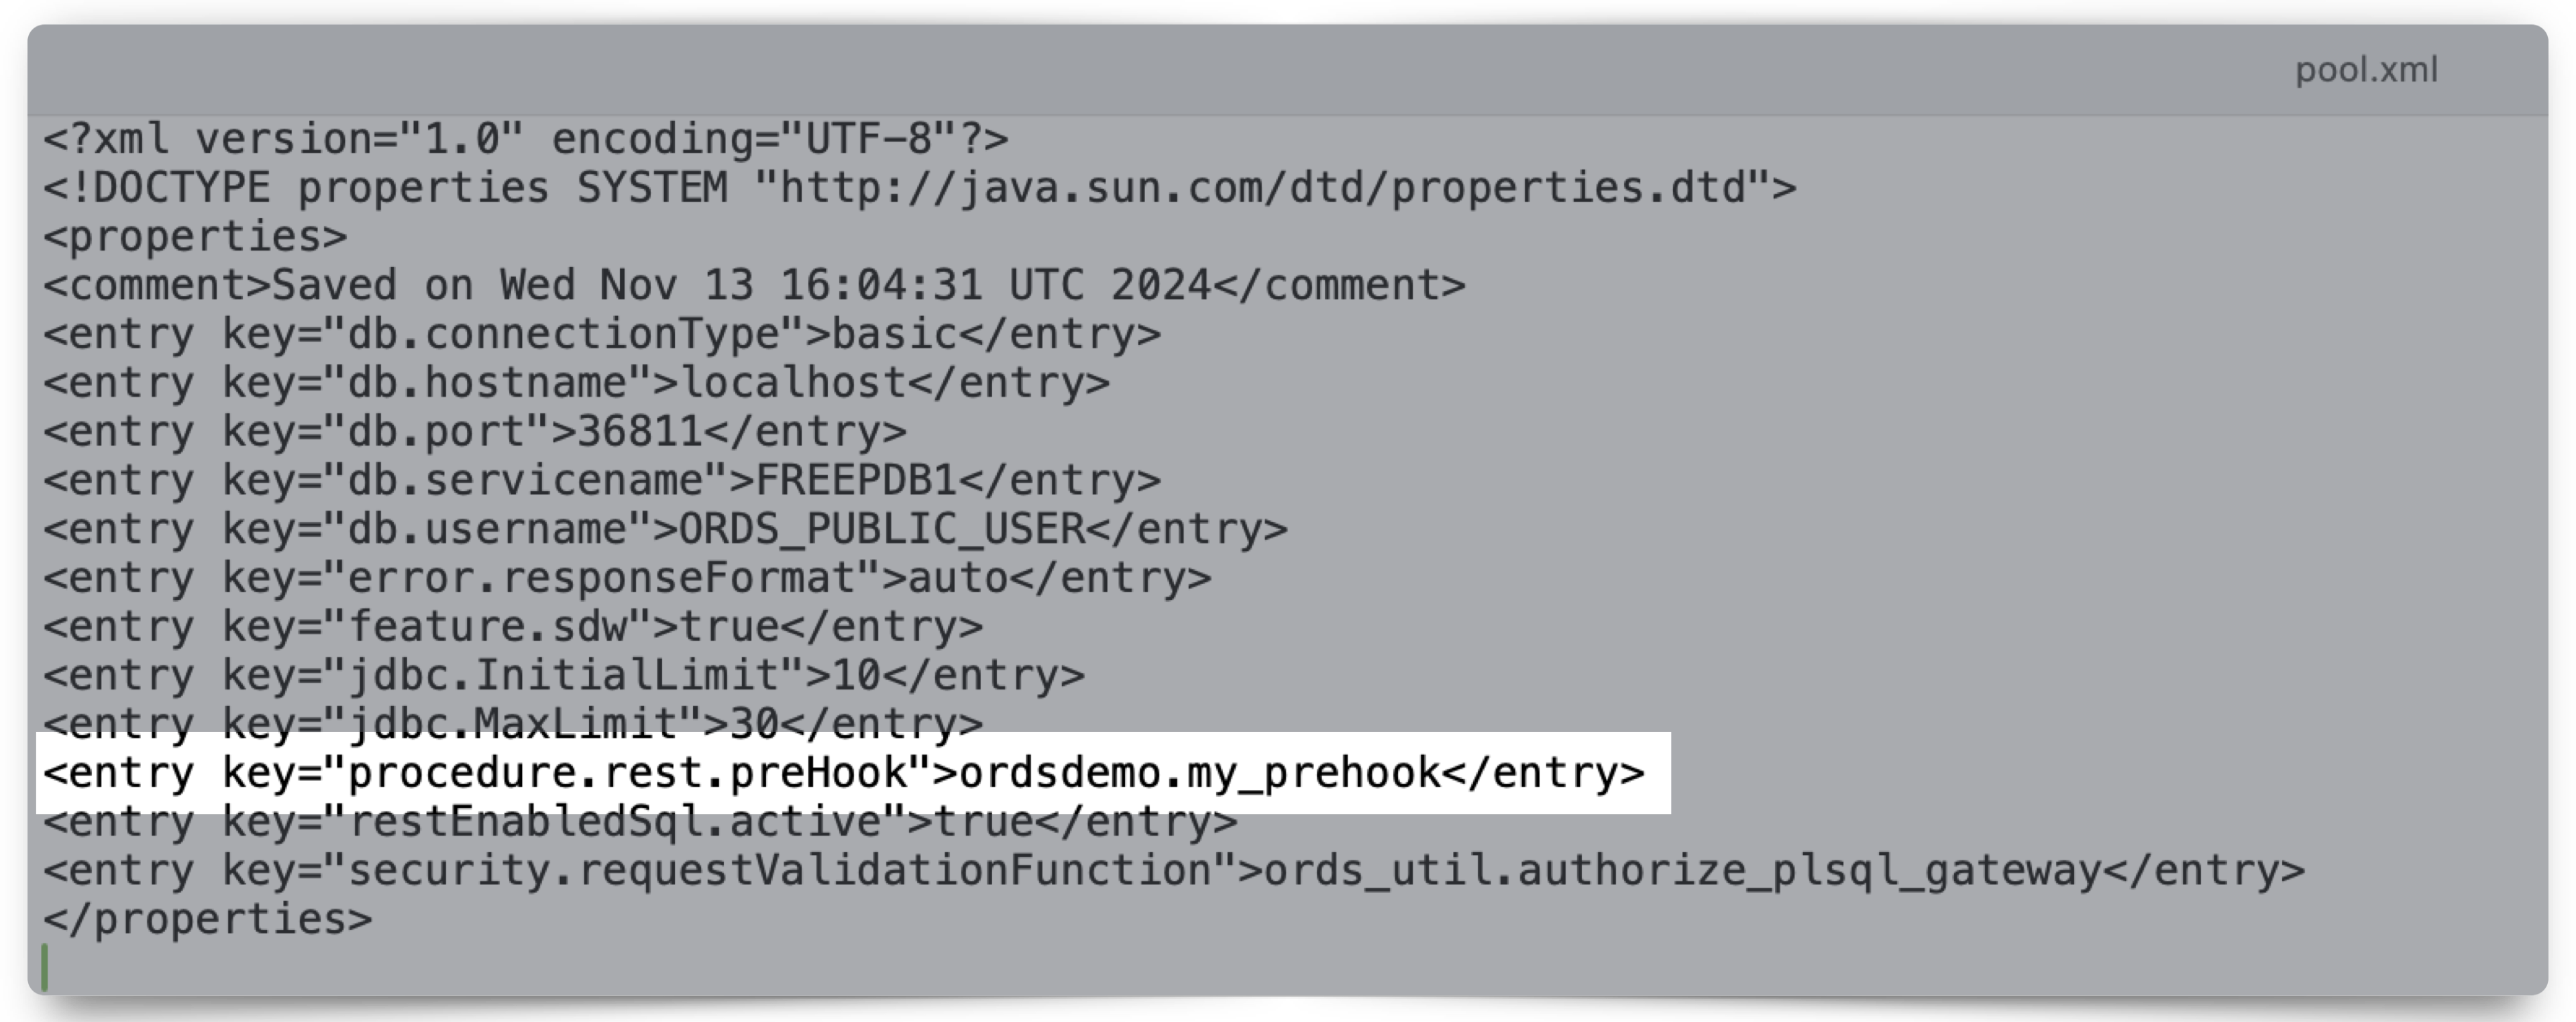 pool.xml
<?xml version="1.0" encoding="UTF-8"?>
<!DOCTYPE properties SYSTEM "http://java.sun.com/dtd/properties.dtd">
<properties>
<comment>Saved on Wed Nov 13 16:04:31 UTC 2024</comment>
<entry key="db.connectionType">basic</entry>
<entry key="db.hostname">localhost</entry>
<entry key="db.port">36811</entry>
<entry key="db.servicename">FREEPDB1</entry>
<entry key="db.username">ORDS_PUBLIC_USER</entry>
<entry key="error.responseFormat">auto</entry>
<entry key="feature.sdw">true</entry>
<entry key="jdbc.InitialLimit">10</entry>
<entry key="jdbc.MaxLimit">30</entry>
<entry key="procedure.rest.preHook">ordsdemo.my_prehook</entry>
<entry key="restEnabledSql.active">true</entry>
<entry key="security.requestValidationFunction">ords_util.authorize_plsql_gateway</entry>
</properties>